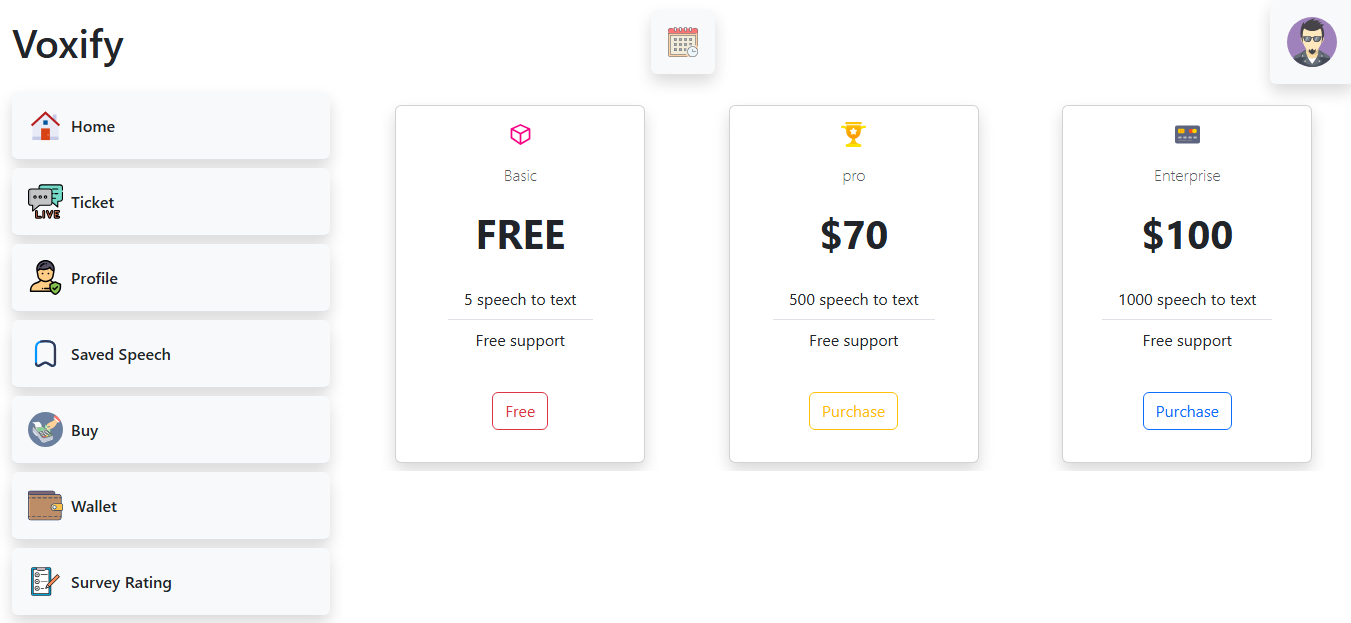 Voxify
Home
Ticket
LIVE
Profile
Saved Speech
Buy
Wallet
Survey Rating
Basic
FREE
5 speech to text
Free support
Free
pro
$70
500 speech to text
Free support
Purchase
Enterprise
$100
1000 speech to text
Free support
Purchase